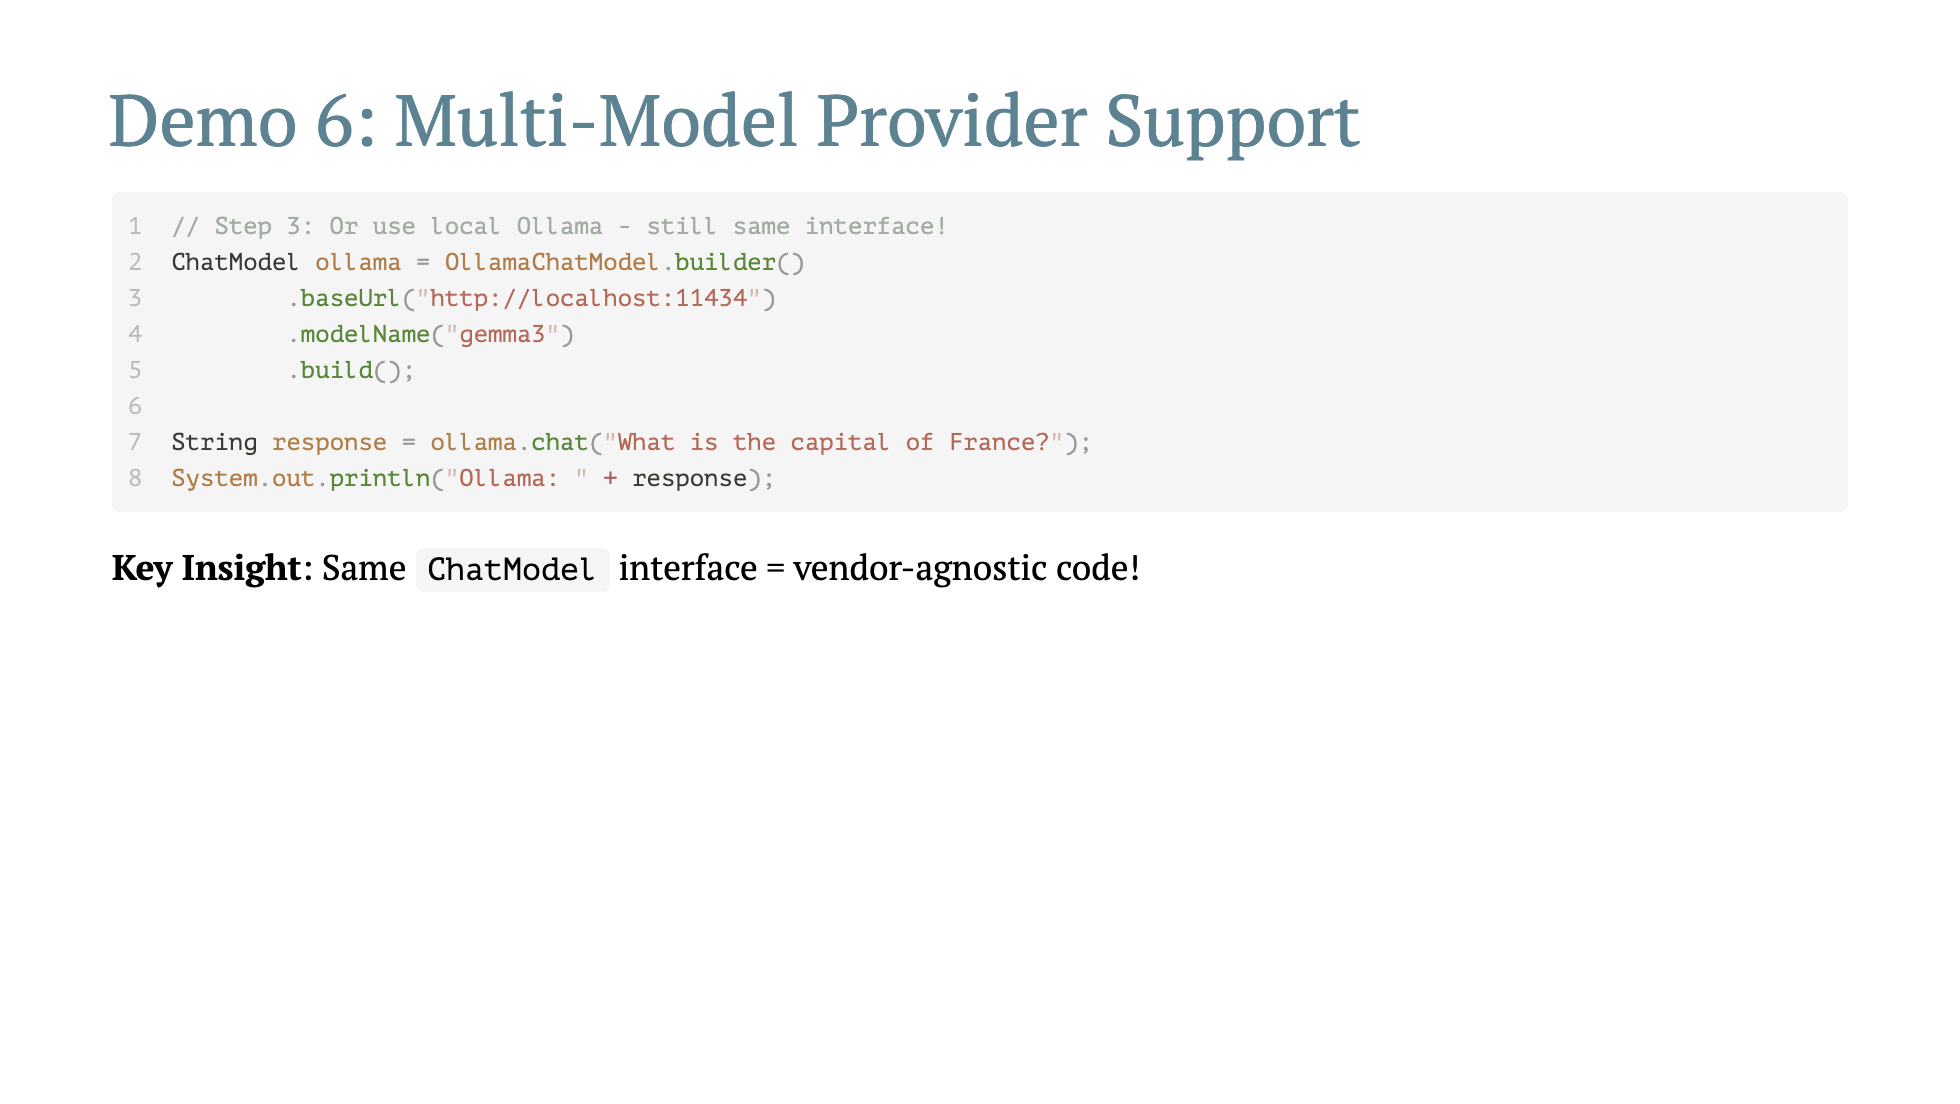 Demo 6: Multi-Model Provider Support
1 // Step 3: Or use local Ollama - still same interface!
2 ChatModel ollama = OllamaChatModel.builder()
3         .baseUrl("http://localhost:11434")
4         .modelName("gemma3")
5         .build();
6
7 String response = ollama.chat("What is the capital of France?");
8 System.out.println("Ollama: " + response);
Key Insight: Same ChatModel interface = vendor-agnostic code!